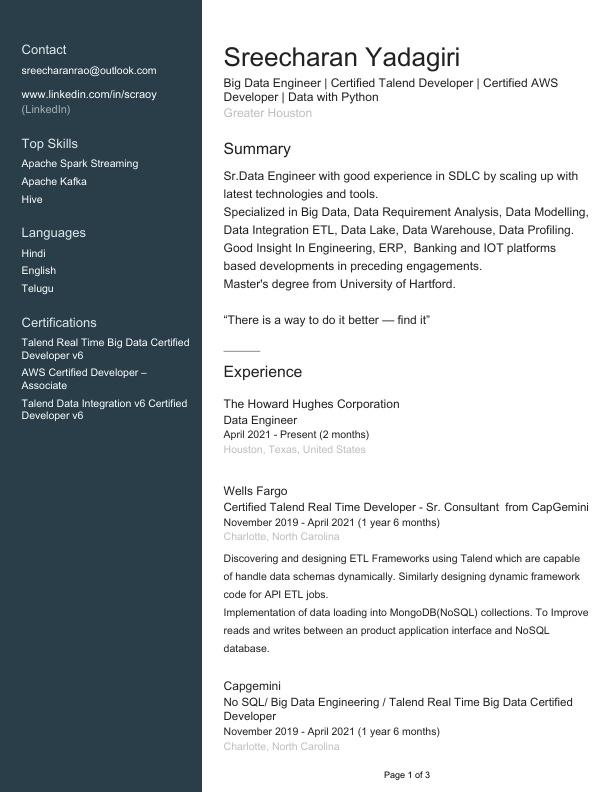 Contact
sreecharanrao@outlook.com
www.linkedin.com/in/scraoy
(LinkedIn)
Top Skills
Apache Spark Streaming
Apache Kafka
Hive
Languages
Hindi
English
Telugu
Certifications
Talend Real Time Big Data Certified
Developer v6
AWS Certified Developer –
Associate
Talend Data Integration v6 Certified
Developer v6
Sreecharan Yadagiri
Big Data Engineer | Certified Talend Developer | Certified AWS
Developer | Data with Python
Greater Houston
Summary
Sr.Data Engineer with good experience in SDLC by scaling up with
latest technologies and tools.
Specialized in Big Data, Data Requirement Analysis, Data Modelling,
Data Integration ETL, Data Lake, Data Warehouse, Data Profiling.
Good Insight In Engineering, ERP,  Banking and IOT platforms
based developments in preceding engagements.
Master's degree from University of Hartford.
“There is a way to do it better — find it”
Experience
The Howard Hughes Corporation
Data Engineer
April 2021 - Present (2 months)
Houston, Texas, United States
Wells Fargo
Certified Talend Real Time Developer - Sr. Consultant  from CapGemini
November 2019 - April 2021 (1 year 6 months)
Charlotte, North Carolina
Discovering and designing ETL Frameworks using Talend which are capable
of handle data schemas dynamically. Similarly designing dynamic framework
code for API ETL jobs.
Implementation of data loading into MongoDB(NoSQL) collections. To Improve
reads and writes between an product application interface and NoSQL
database.
Capgemini
No SQL/ Big Data Engineering / Talend Real Time Big Data Certified
Developer
November 2019 - April 2021 (1 year 6 months)
Charlotte, North Carolina
Page 1 of 3